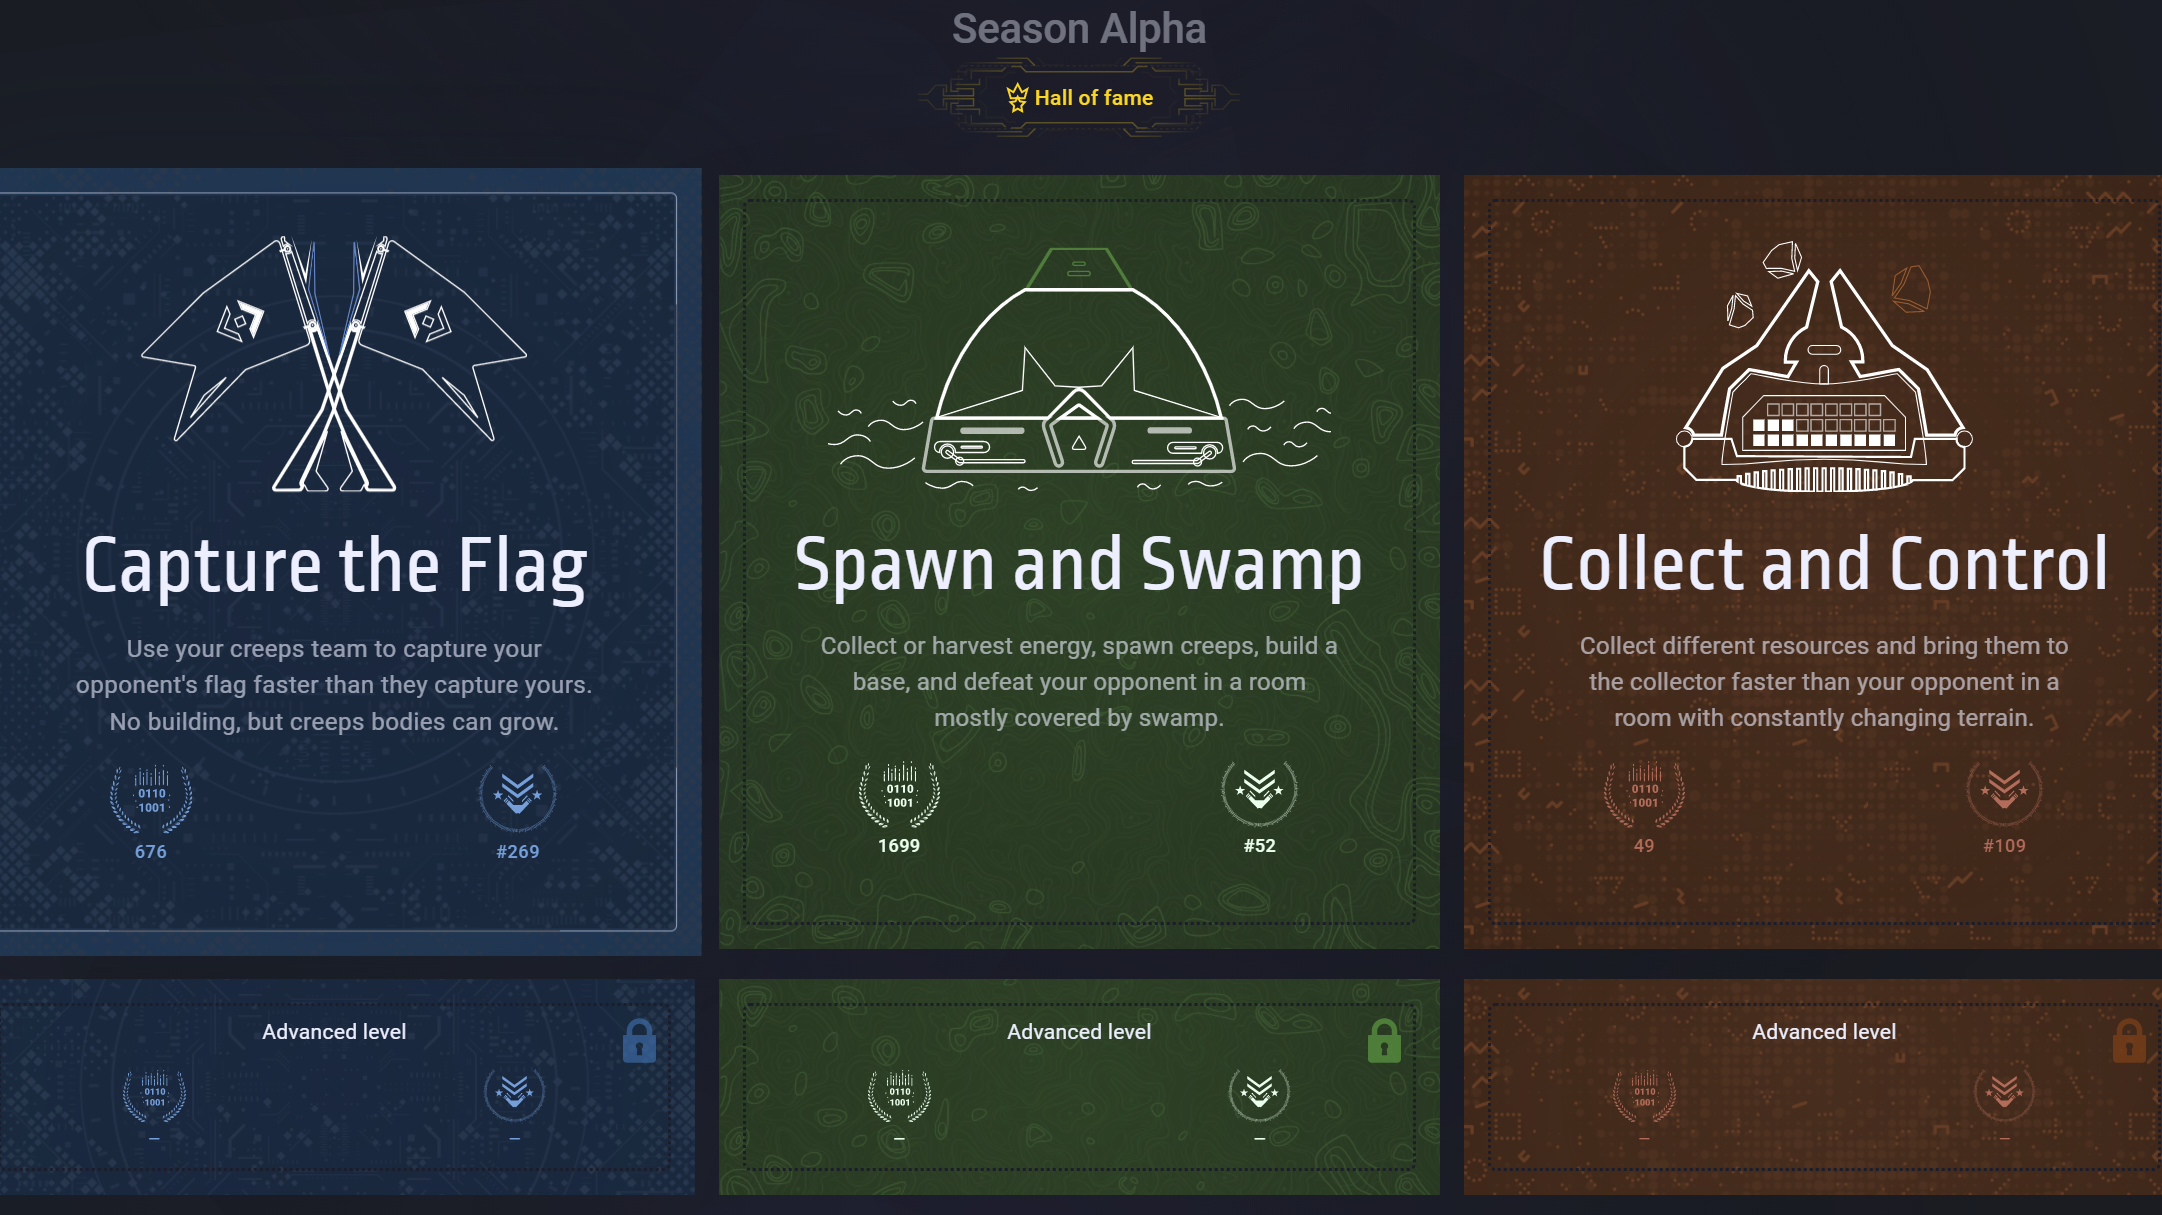 Season Alpha
Hall of fame
Capture the Flag
Use your creeps team to capture your
opponent's flag faster than they capture yours.
No building, but creeps bodies can grow.
0110
1001
676
#269
Spawn and Swamp
Collect or harvest energy, spawn creeps, build a
base, and defeat your opponent in a room
mostly covered by swamp.
0110
1001
1699
#52
Collect and Control
Collect different resources and bring them to
the collector faster than your opponent in a
room with constantly changing terrain.
0110
1001
49
#109
Advanced level
0110
1001
–
–
Advanced level
0110
1001
–
–
Advanced level
0110
1001
–
–